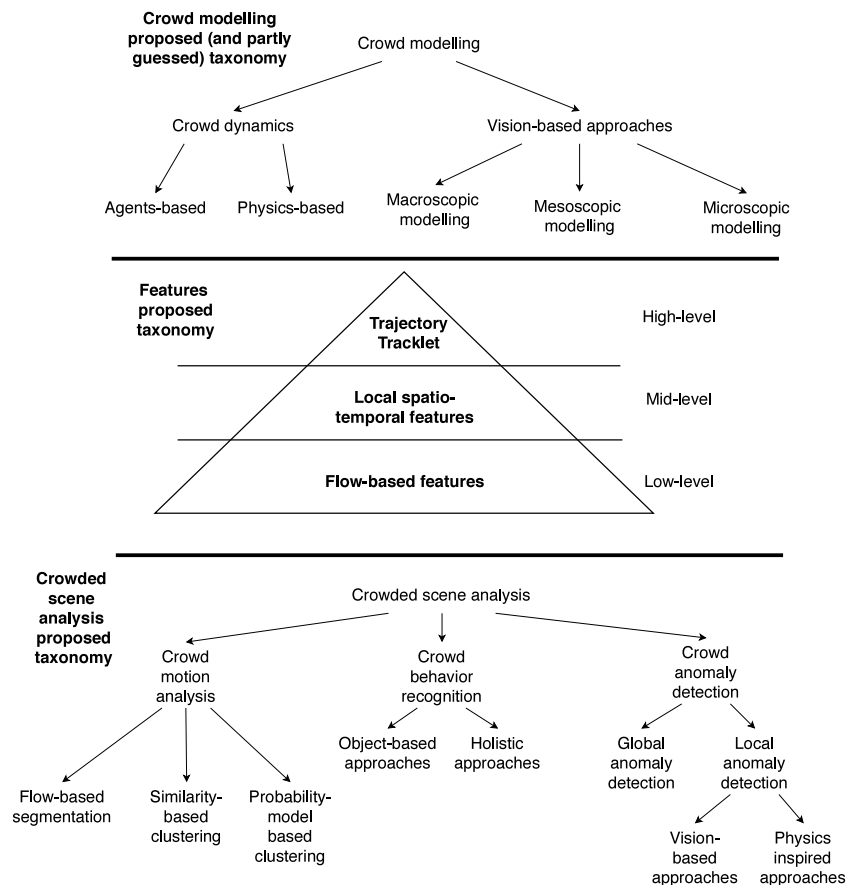 Crowd modelling
proposed (and partly
guessed) taxonomy
Crowd modelling
Crowd dynamics
Vision-based approaches
Agents-based
Physics-based
Macroscopic
modelling
Mesoscopic
modelling
Microscopic
modelling
Features
proposed
taxonomy
Trajectory
Tracklet
High-level
Local spatio-
temporal features
Mid-level
Flow-based features
Low-level
Crowded
scene
analysis
proposed
taxonomy
Crowded scene analysis
Crowd
motion
analysis
Crowd
behavior
recognition
Crowd
anomaly
detection
Object-based
approaches
Holistic
approaches
Global
anomaly
detection
Local
anomaly
detection
Flow-based
segmentation
Similarity-
based
clustering
Probability-
model
based
clustering
Vision-
based
approaches
Physics
inspired
approaches